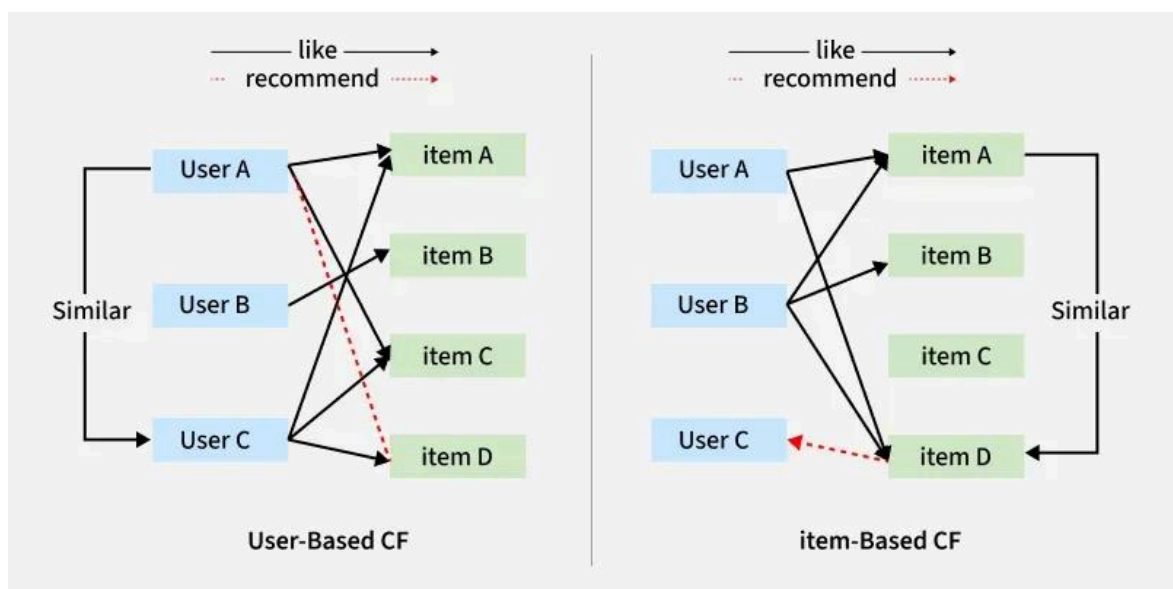 like
recommend
User A
item A
item B
Similar
User B
item C
User C
item D
User-Based CF
like
recommend
User A
item A
item B
User B
Similar
item C
User C
item D
item-Based CF